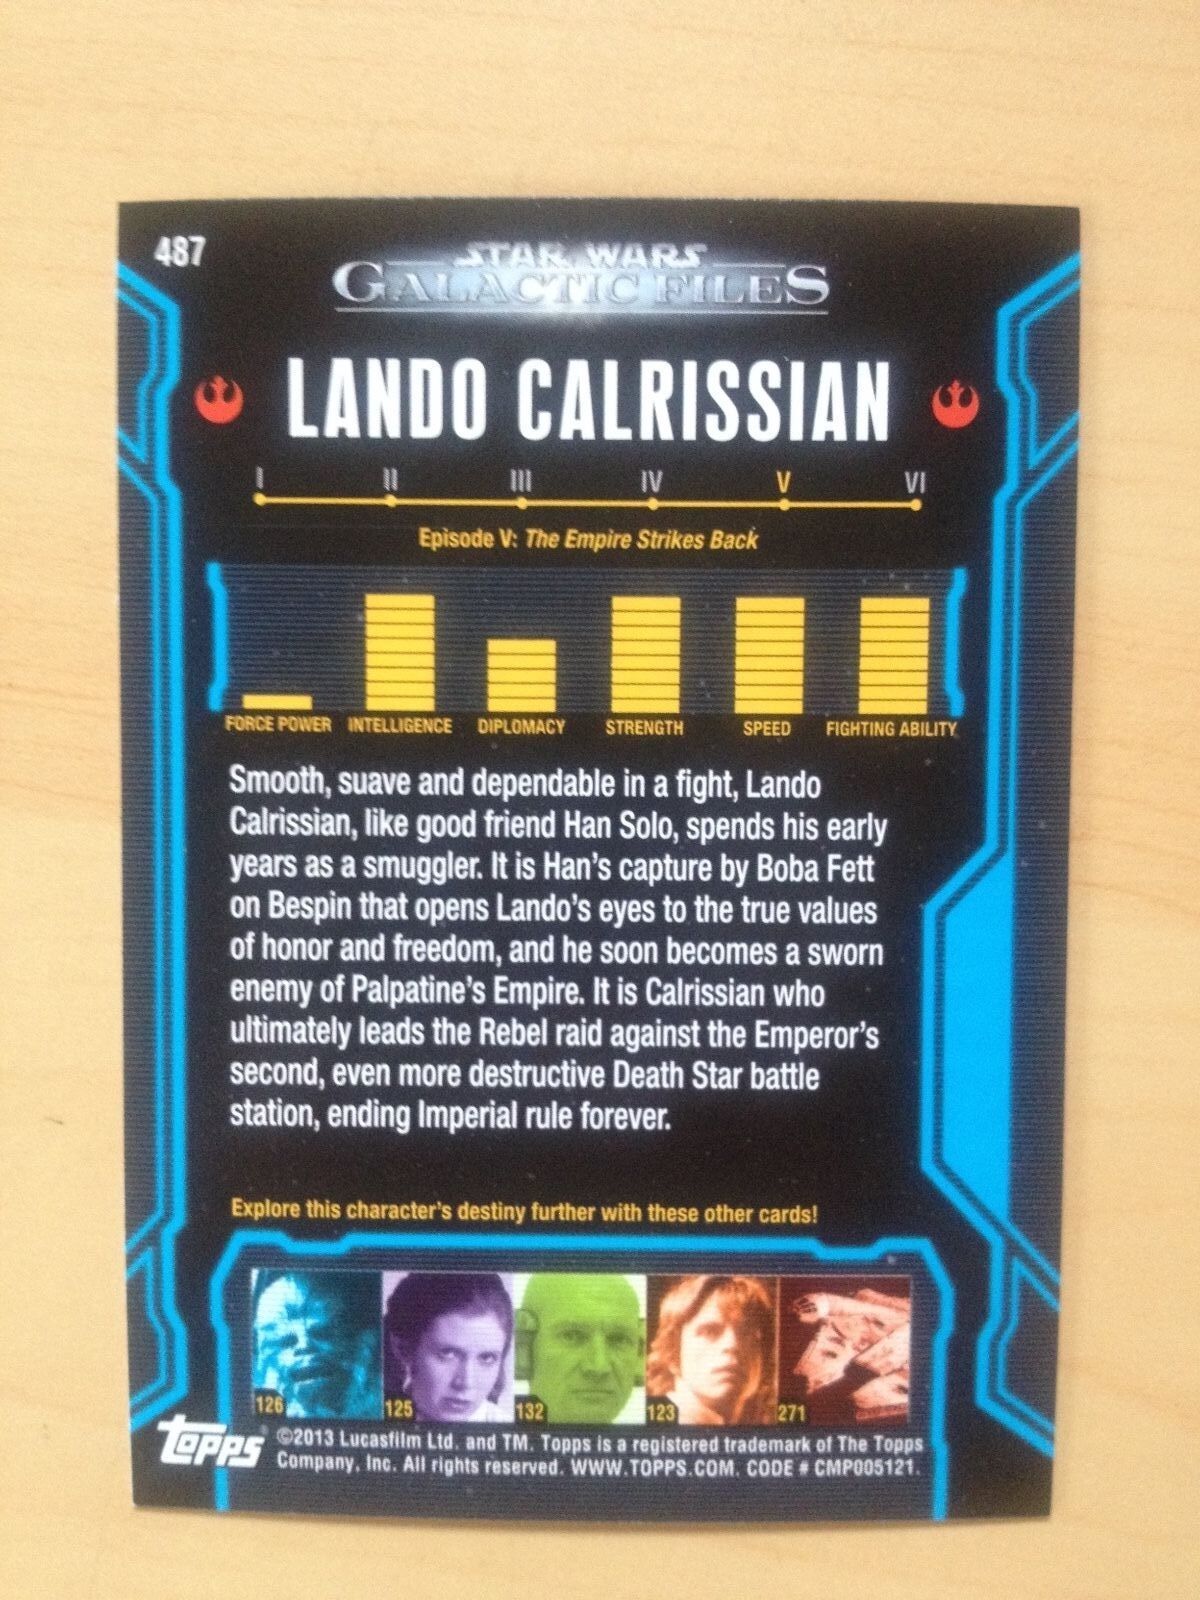 487
STAR WARS
GALACTIC FILES
LANDO CALRISSIAN
I II III IV V VI
Episode V: The Empire Strikes Back
FORCE POWER INTELLIGENCE DIPLOMACY STRENGTH SPEED FIGHTING ABILITY
Smooth, suave and dependable in a fight, Lando
Calrissian, like good friend Han Solo, spends his early
years as a smuggler. It is Han's capture by Boba Fett
on Bespin that opens Lando's eyes to the true values
of honor and freedom, and he soon becomes a sworn
enemy of Palpatine's Empire. It is Calrissian who
ultimately leads the Rebel raid against the Emperor's
second, even more destructive Death Star battle
station, ending Imperial rule forever.
Explore this character's destiny further with these other cards!
126 125 132 123 271
Topps
©2013 Lucasfilm Ltd. and TM. Topps is a registered trademark of The Topps
Company, Inc. All rights reserved. WWW.TOPPS.COM. CODE # CMP005121.